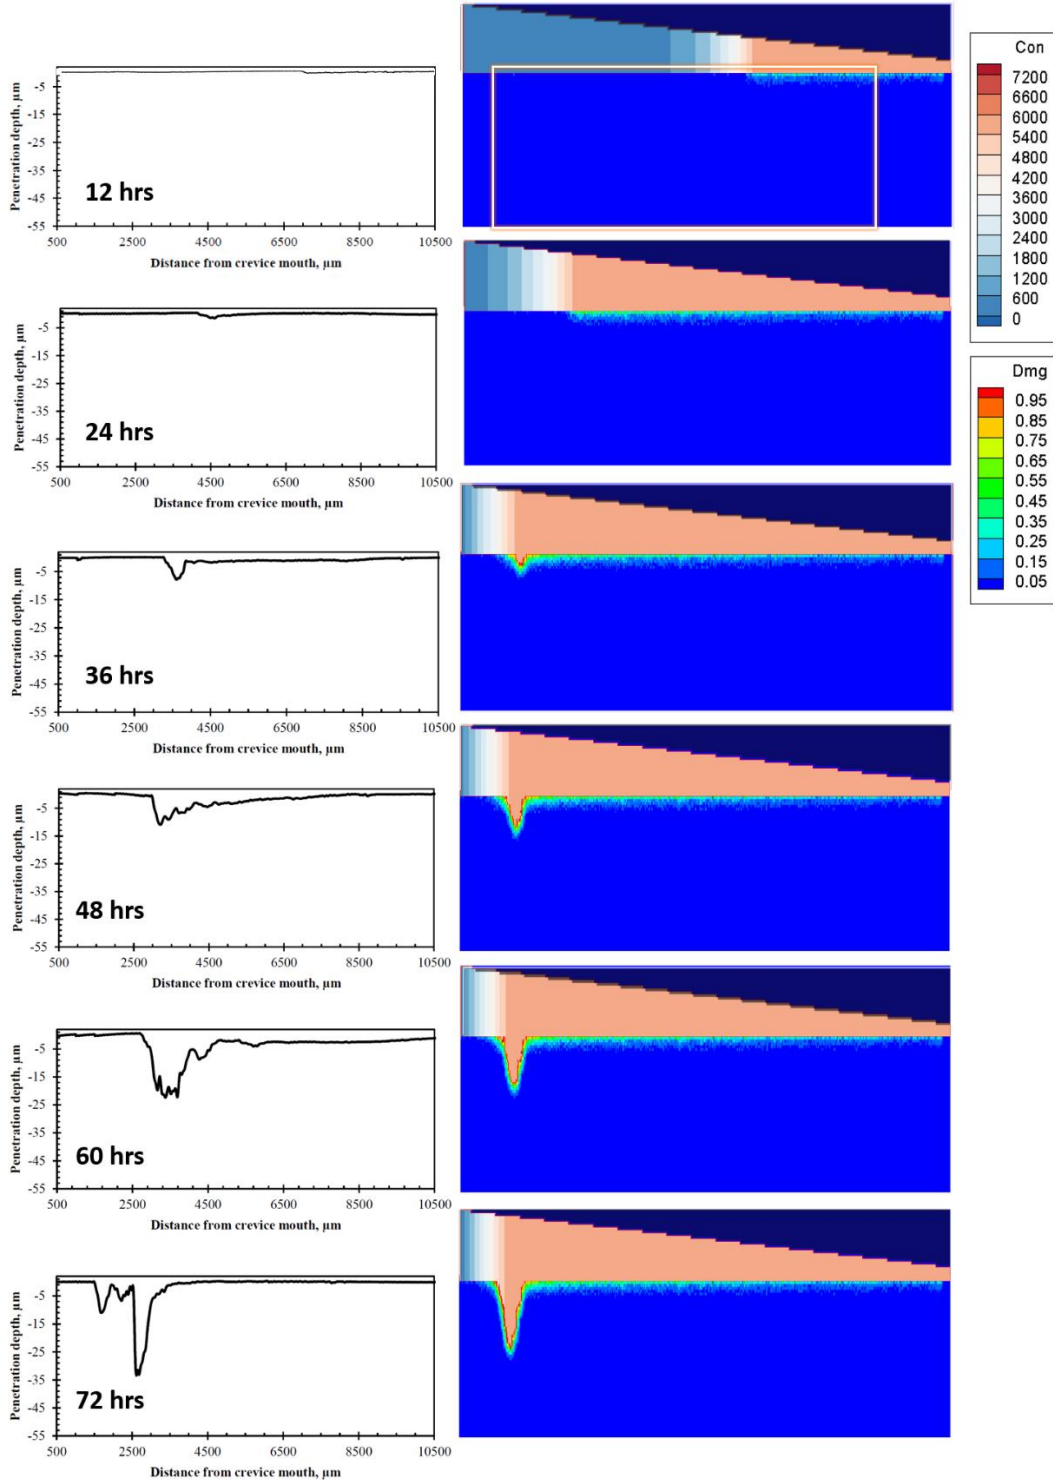 Con
7200
6600
6000
5400
4800
4200
3600
3000
2400
1800
1200
600
0
Dmg
0.95
0.85
0.75
0.65
0.55
0.45
0.35
0.25
0.15
0.05
Penetration depth, µm
-5
-15
-25
-35
-45
-55
12 hrs
500 2500 4500 6500 8500 10500
Distance from crevice mouth, µm
Penetration depth, µm
-5
-15
-25
-35
-45
-55
24 hrs
500 2500 4500 6500 8500 10500
Distance from crevice mouth, µm
Penetration depth, µm
-5
-15
-25
-35
-45
-55
36 hrs
500 2500 4500 6500 8500 10500
Distance from crevice mouth, µm
Penetration depth, µm
-5
-15
-25
-35
-45
-55
48 hrs
500 2500 4500 6500 8500 10500
Distance from crevice mouth, µm
Penetration depth, µm
-5
-15
-25
-35
-45
-55
60 hrs
500 2500 4500 6500 8500 10500
Distance from crevice mouth, µm
Penetration depth, µm
-5
-15
-25
-35
-45
-55
72 hrs
500 2500 4500 6500 8500 10500
Distance from crevice mouth, µm